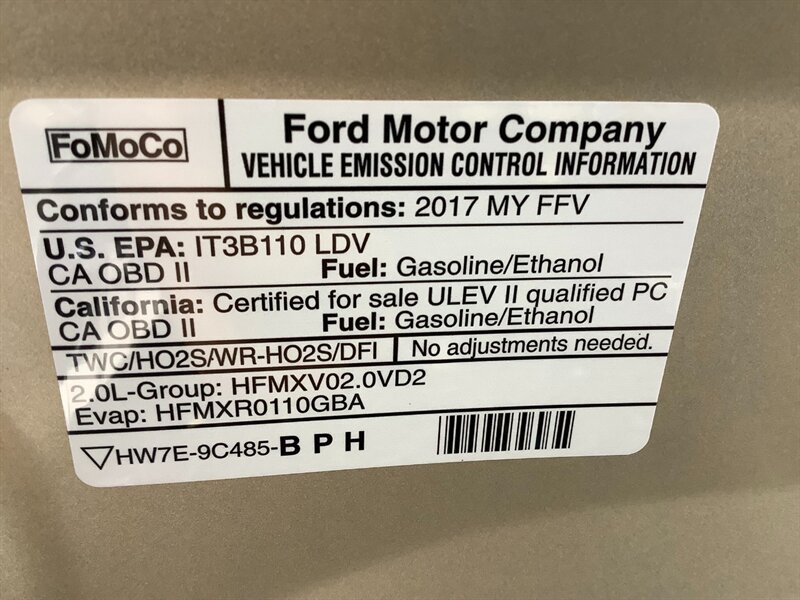 FoMoCo
Ford Motor Company
VEHICLE EMISSION CONTROL INFORMATION
Conforms to regulations: 2017 MY FFV
U.S. EPA: IT3B110 LDV
CA OBD II Fuel: Gasoline/Ethanol
California: Certified for sale ULEV II qualified PC
CA OBD II Fuel: Gasoline/Ethanol
TWC/HO2S/WR-HO2S/DFI No adjustments needed.
2.0L-Group: HFMXV02.0VD2
Evap: HFMXR0110GBA
HW7E-9C485-B P H